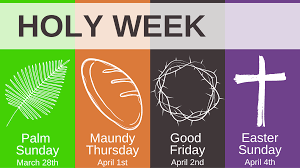 HOLY WEEK
Palm
Sunday
March 28th
Maundy
Thursday
April 1st
Good
Friday
April 2nd
Easter
Sunday
April 4th